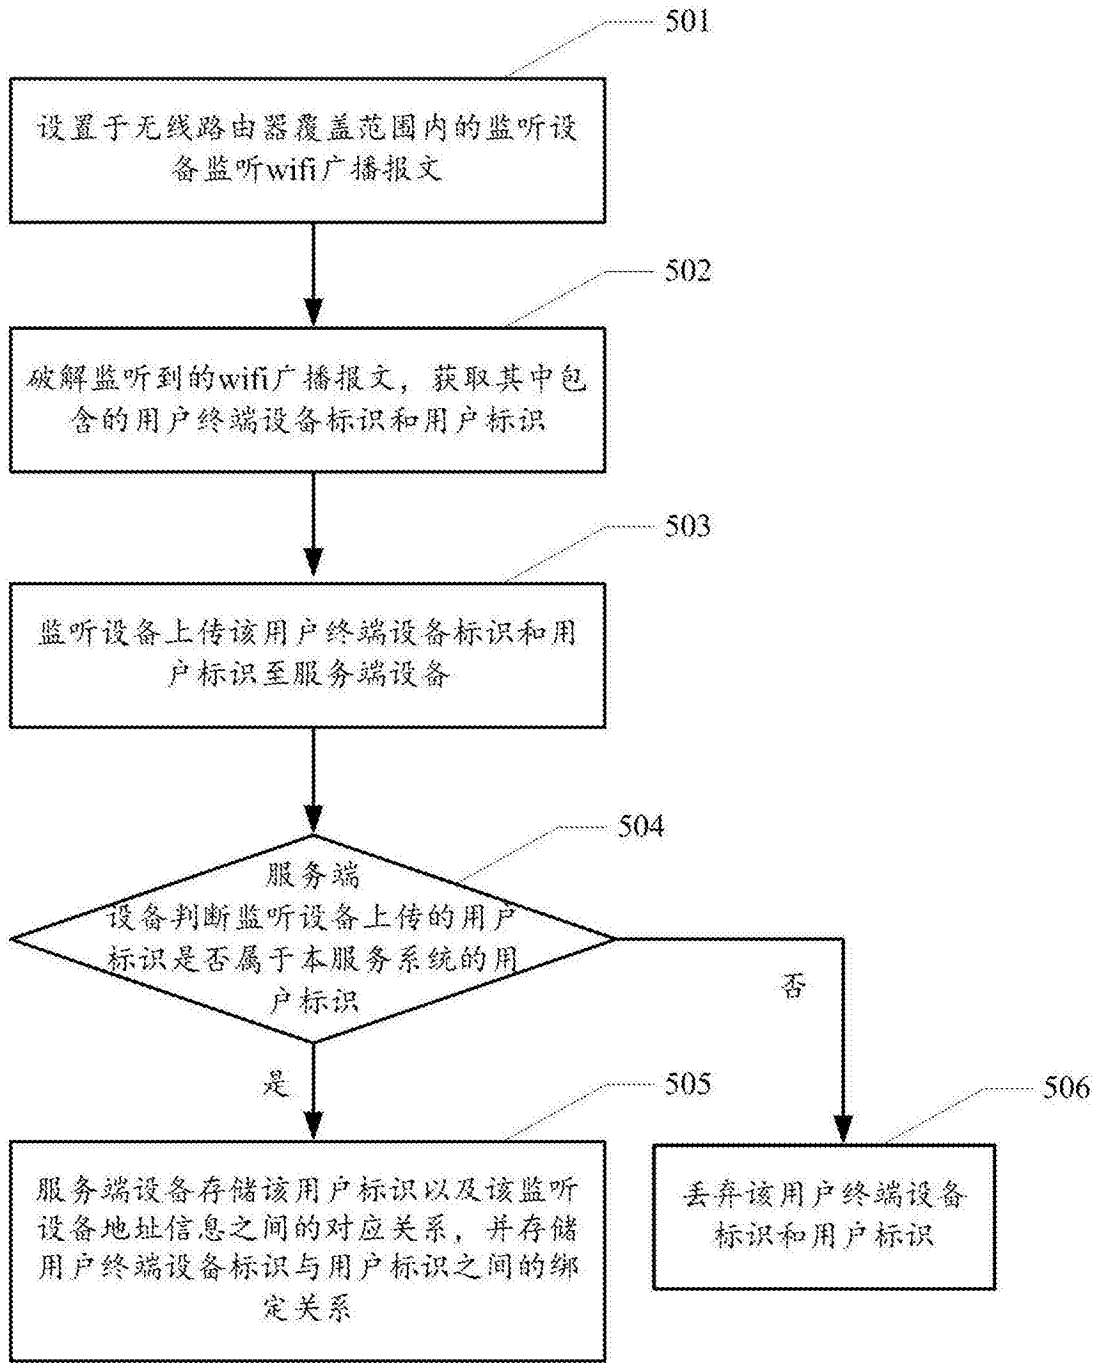 501
设置于无线路由器覆盖范围内的监听设
备监听wifi广播报文
502
破解监听到的wifi广播报文，获取其中包
含的用户终端设备标识和用户标识
503
监听设备上传该用户终端设备标识和用
户标识至服务端设备
504
服务端
设备判断监听设备上传的用户
标识是否属于本服务系统的用
户标识
否
是
505
服务端设备存储该用户标识以及该监听
设备地址信息之间的对应关系，并存储
用户终端设备标识与用户标识之间的绑
定关系
506
丢弃该用户终端设备
标识和用户标识